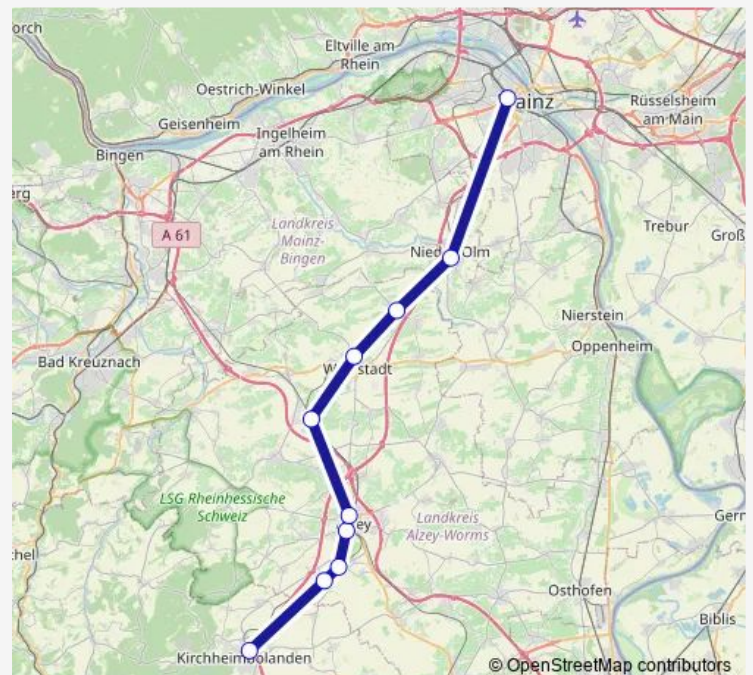 orch
Eltville am
Rhein
Oestrich-Winkel
Geisenheim
Ingelheim
am Rhein
Bingen
ainz
Rüsselsheim
am Main
erg
A 61
Landkreis
Mainz-
Bingen
Trebur
Groß
Nied Olm
Nierstein
Oppenheim
Bad Kreuznach
W stadt
LSG Rheinhessische
Schweiz
ey
Landkreis
Alzey-Worms
Gern
chel
Osthofen
Biblis
Kirchheimbolanden
© OpenStreetMap contributors